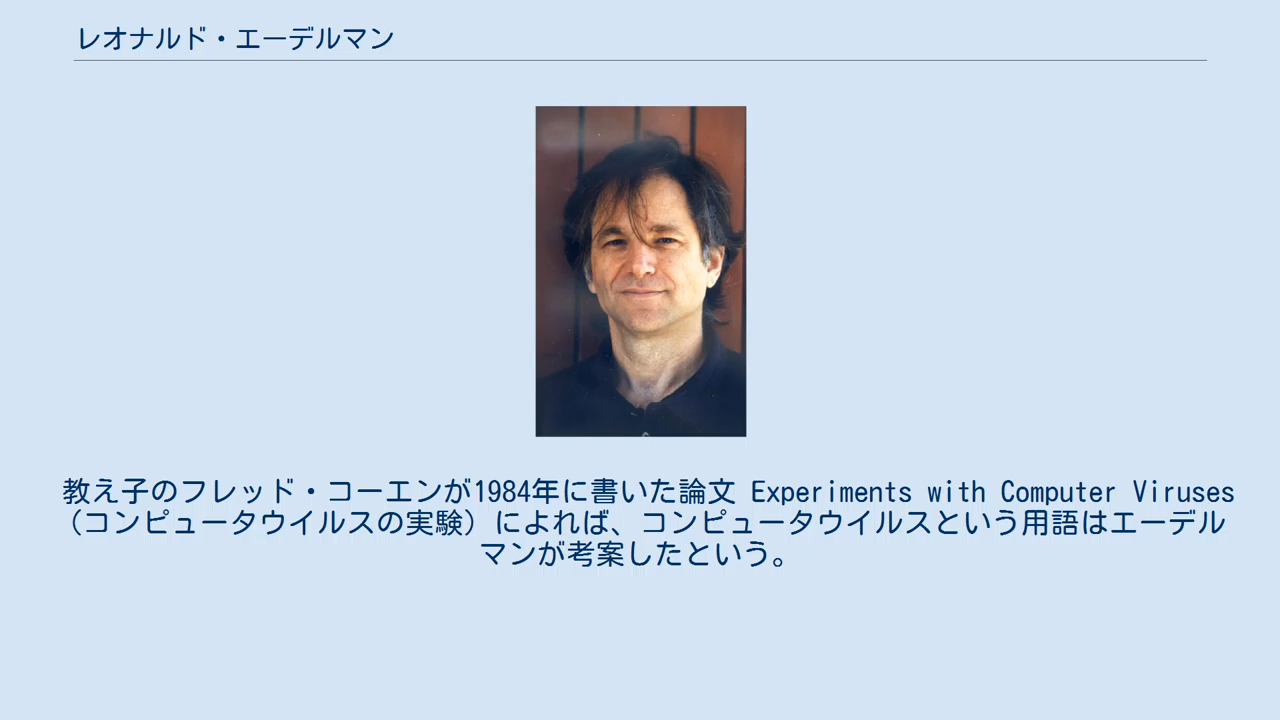 レオナルド・エーデルマン
教え子のフレッド・コーエンが1984年に書いた論文 Experiments with Computer Viruses
（コンピュータウイルスの実験）によれば、コンピュータウイルスという用語はエーデル
マンが考案したという。